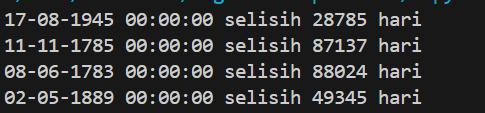 17-08-1945 00:00:00 selisih 28785 hari
11-11-1785 00:00:00 selisih 87137 hari
08-06-1783 00:00:00 selisih 88024 hari
02-05-1889 00:00:00 selisih 49345 hari